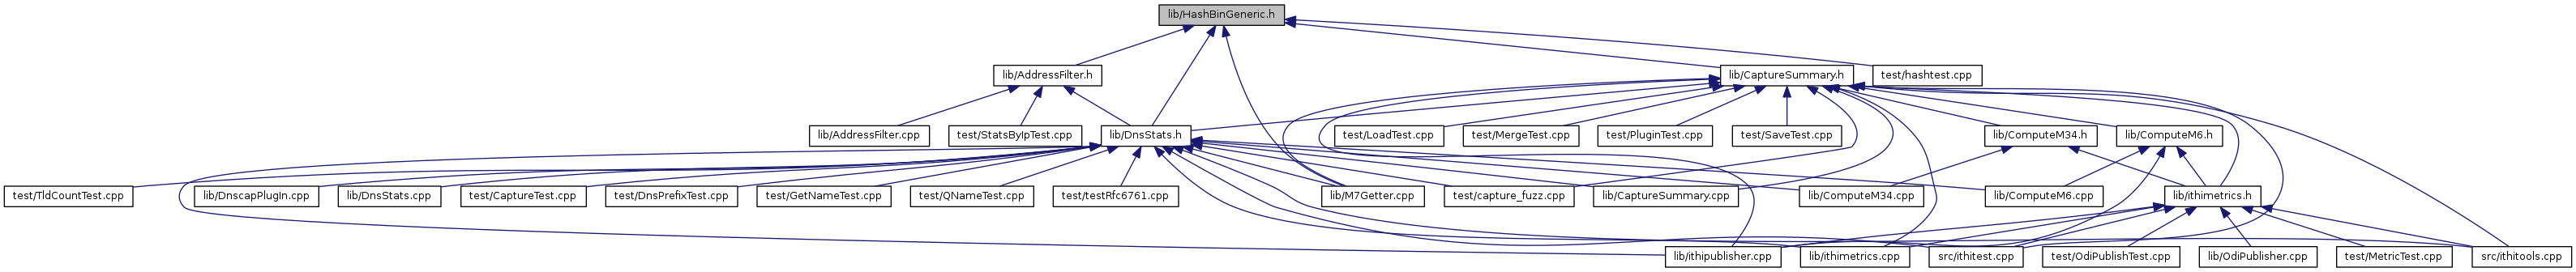 lib/HashBinGeneric.h
lib/AddressFilter.h
lib/CaptureSummary.h
test/hashtest.cpp
lib/AddressFilter.cpp
test/StatsByIpTest.cpp
lib/DnsStats.h
test/LoadTest.cpp
test/MergeTest.cpp
test/PluginTest.cpp
test/SaveTest.cpp
lib/ComputeM34.h
lib/ComputeM6.h
test/TldCountTest.cpp
lib/DnscapPlugIn.cpp
lib/DnsStats.cpp
test/CaptureTest.cpp
test/DnsPrefixTest.cpp
test/GetNameTest.cpp
test/QNameTest.cpp
test/testRfc6761.cpp
lib/M7Getter.cpp
test/capture_fuzz.cpp
lib/CaptureSummary.cpp
lib/ComputeM34.cpp
lib/ComputeM6.cpp
lib/ithimetrics.h
lib/ithipublisher.cpp
lib/ithimetrics.cpp
src/ithitest.cpp
test/OdiPublishTest.cpp
lib/OdiPublisher.cpp
test/MetricTest.cpp
src/ithitools.cpp